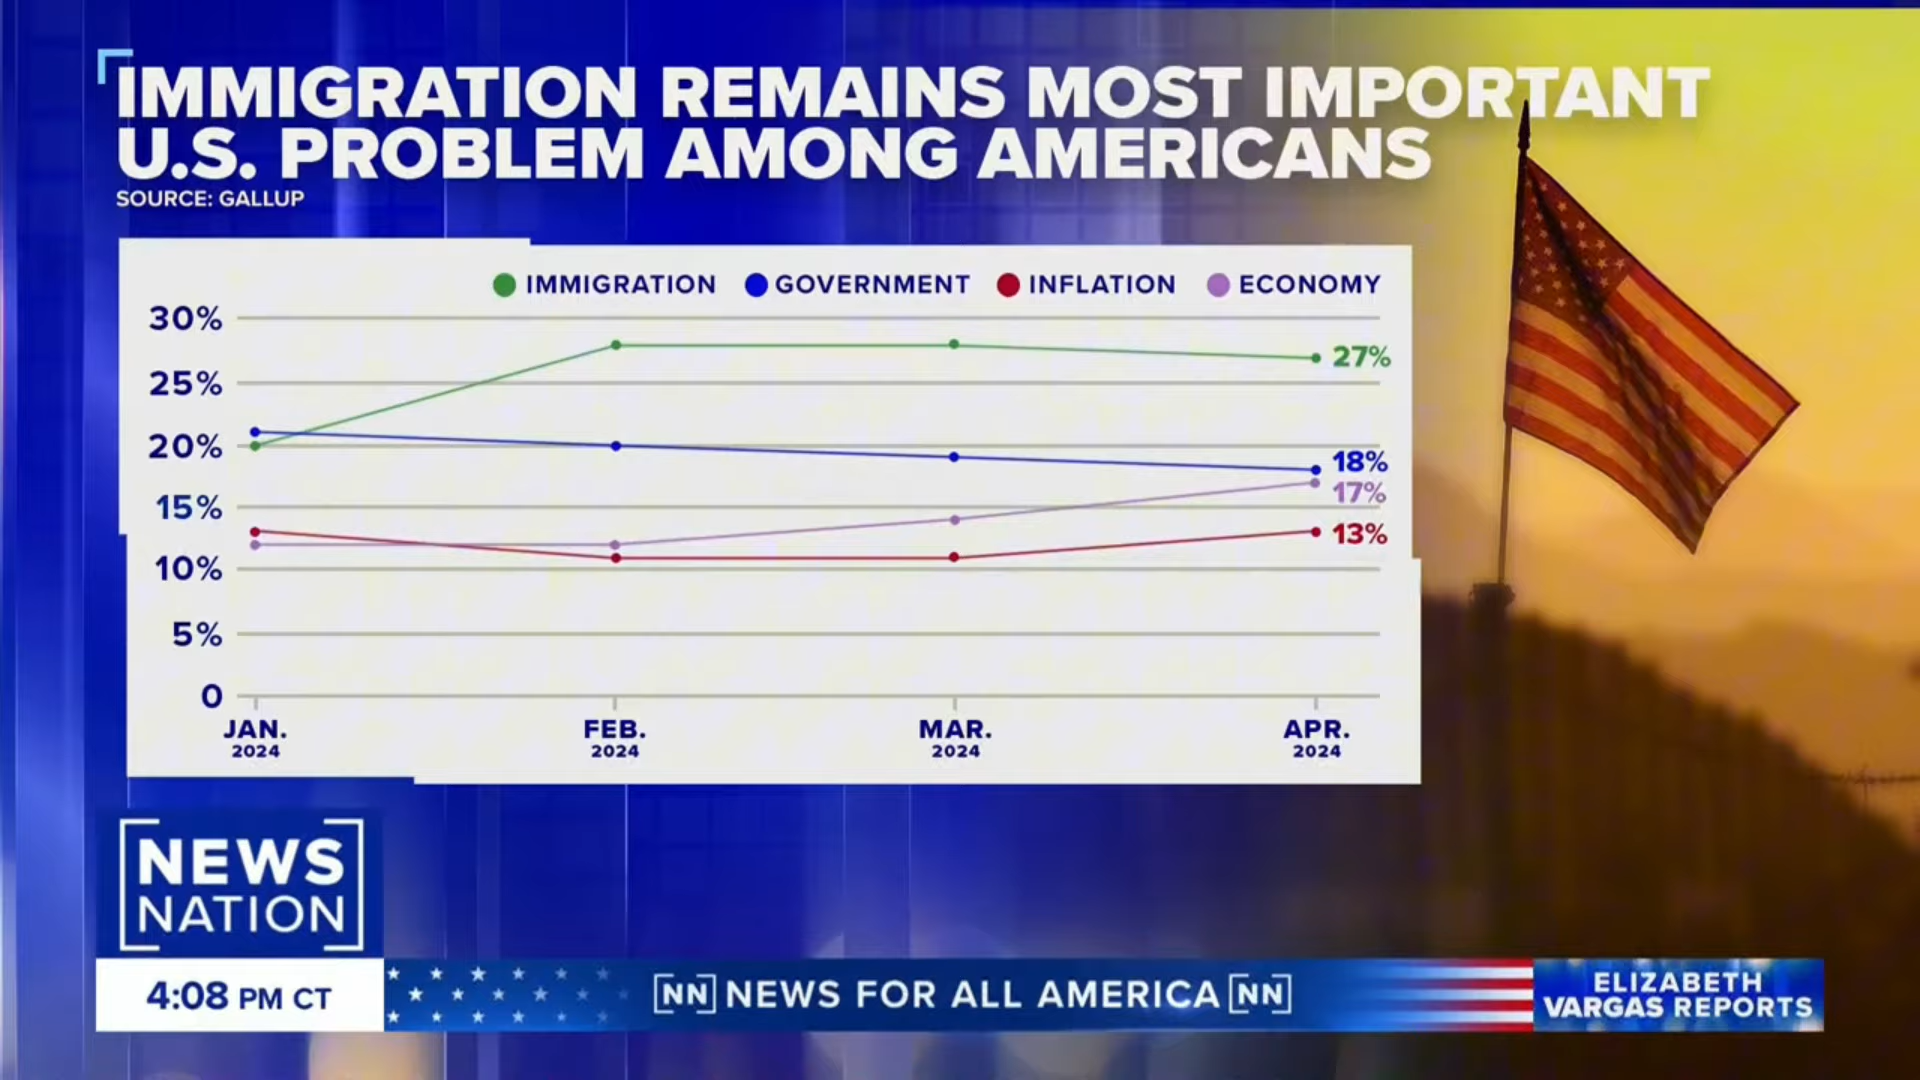 IMMIGRATION REMAINS MOST IMPORTANT
U.S. PROBLEM AMONG AMERICANS
SOURCE: GALLUP
IMMIGRATION GOVERNMENT INFLATION ECONOMY
30%
25%
20%
15%
10%
5%
0
27%
18%
17%
13%
JAN. FEB. MAR. APR.
2024 2024 2024 2024
NEWS
NATION
4:08 PM CT
NN NEWS FOR ALL AMERICA NN
ELIZABETH
VARGAS REPORTS